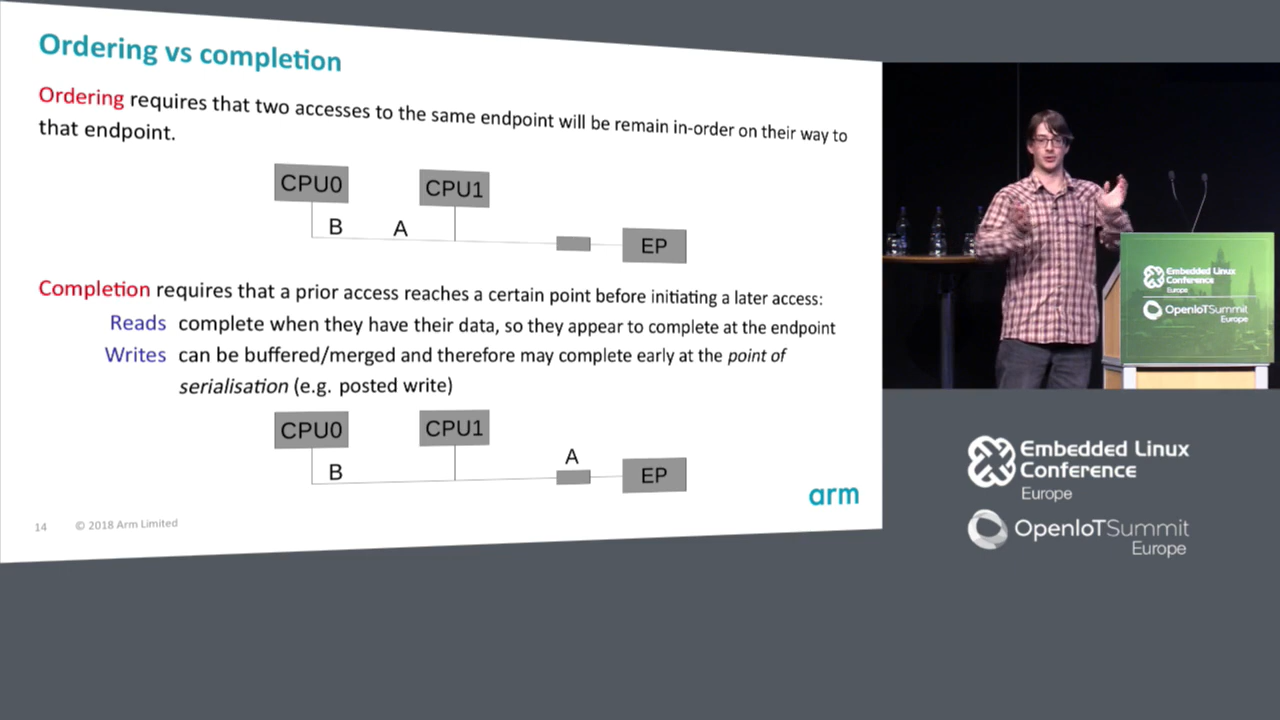 Ordering vs completion
Ordering requires that two accesses to the same endpoint will be remain in-order on their way to
that endpoint.
CPU0
CPU1
B
A
EP
Completion requires that a prior access reaches a certain point before initiating a later access:
Reads complete when they have their data, so they appear to complete at the endpoint
Writes can be buffered/merged and therefore may complete early at the point of
serialisation (e.g. posted write)
CPU0
CPU1
A
B
EP
arm
14 © 2018 Arm Limited
Embedded Linux
Conference
Europe
OpenIoTSummit
Europe
Embedded Linux
Conference
Europe
OpenIoTSummit
Europe